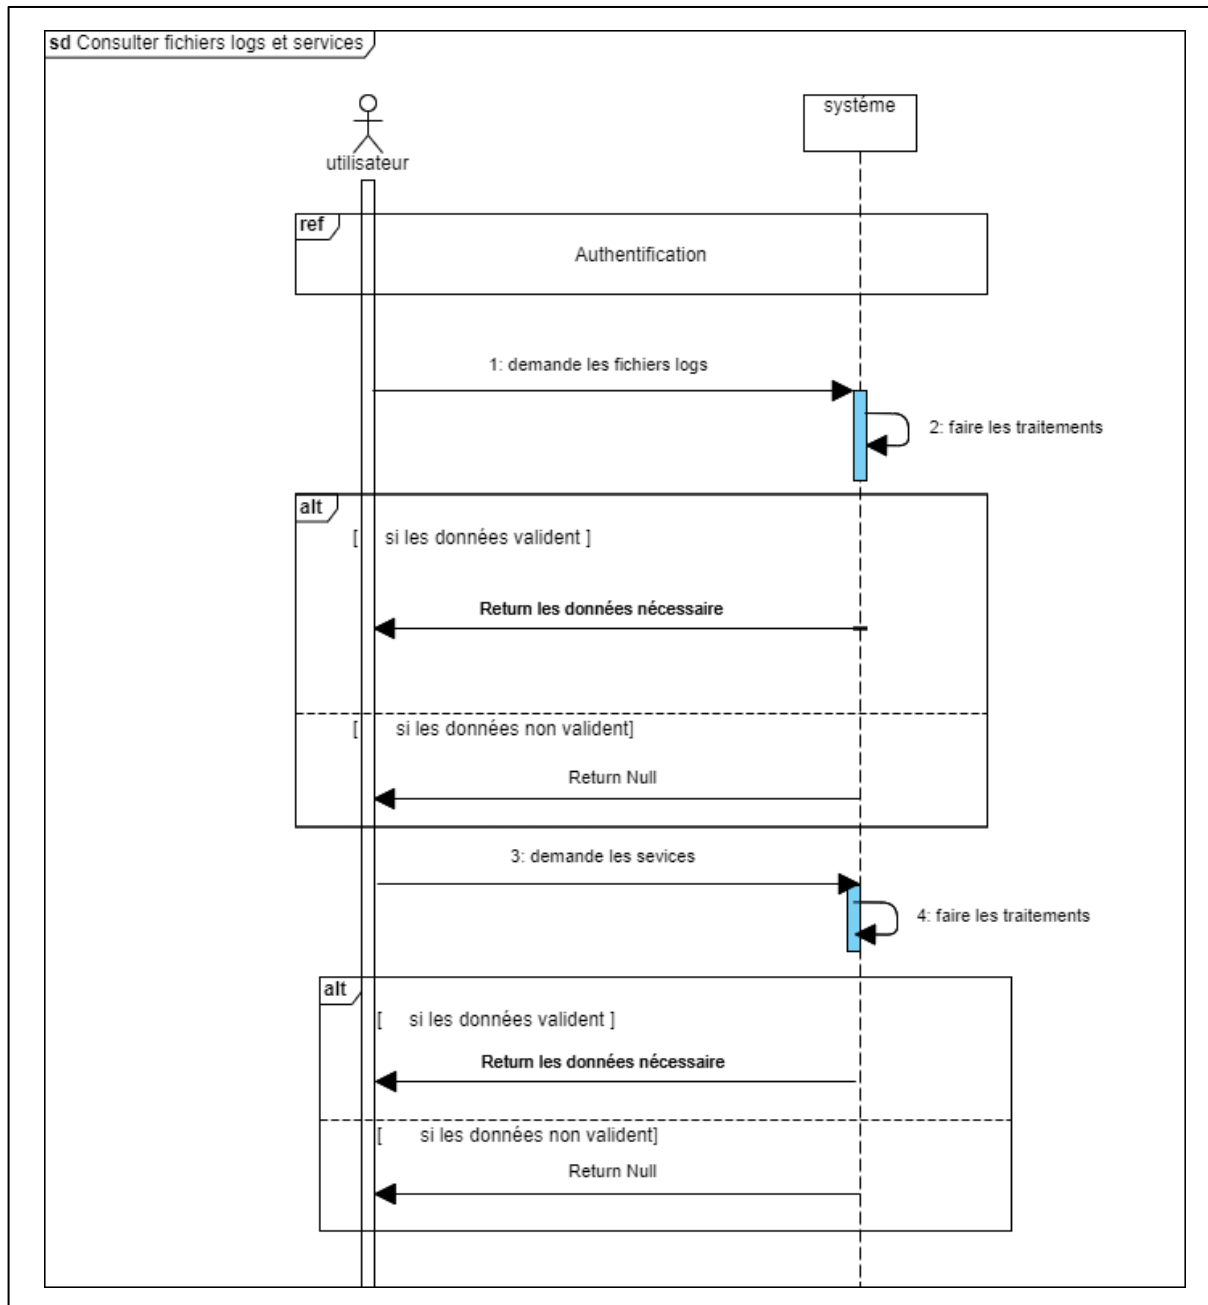 sd Consulter fichiers logs et services
systéme
utilisateur
ref
Authentification
1: demande les fichiers logs
2: faire les traitements
alt
[ si les données valident ]
Return les données nécessaire
[ si les données non valident]
Return Null
3: demande les sevices
4: faire les traitements
alt
[ si les données valident ]
Return les données nécessaire
[ si les données non valident]
Return Null